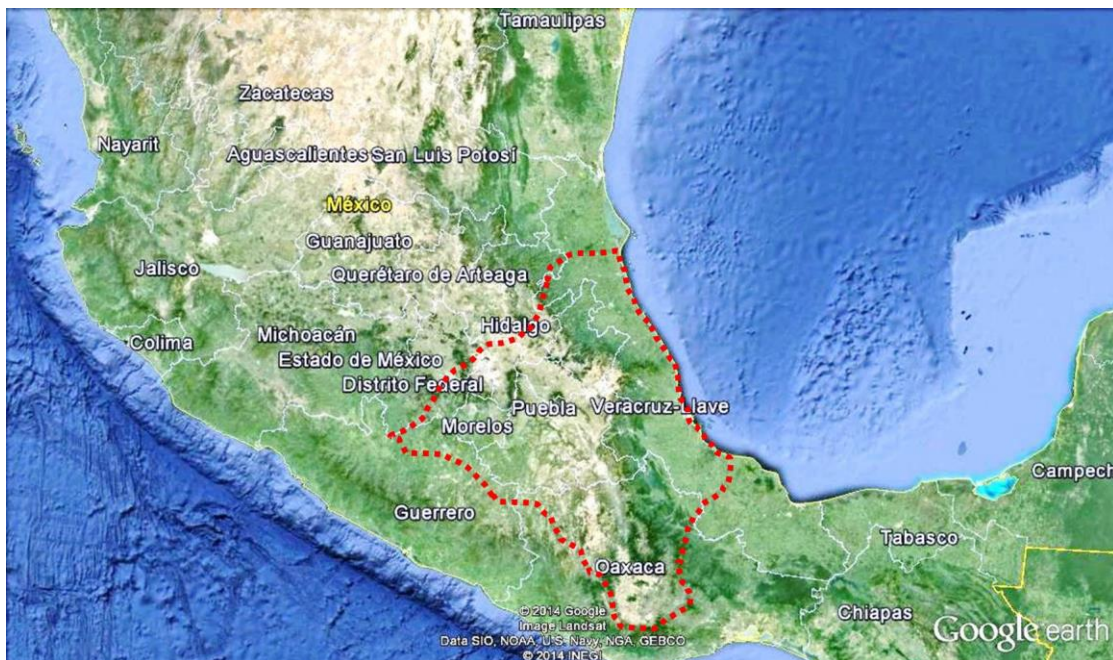 Tamaulipas
Zacatecas
Nayarit
Aguascalientes San Luis Potosí
México
Guanajuato
Jalisco
Querétaro de Arteaga
Hidalgo
Michoacán
Colima
Estado de México
Distrito Federal
Puebla
Veracruz-Llave
Morelos
Campech
Guerrero
Tabasco
Oaxaca
Chiapas
© 2014 Google
Image Landsat
Data SIO, NOAA, U.S. Navy, NGA, GEBCO
© 2014 INEGI
Google earth